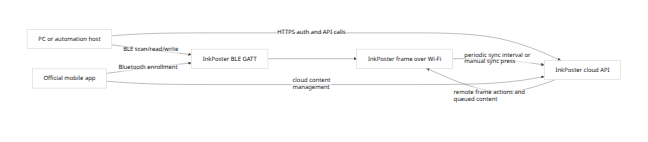 HTTPS auth and API calls
PC or automation host
BLE scan/read/write
periodic sync interval or
manual sync press
InkPoster BLE GATT
InkPoster frame over Wi-Fi
Bluetooth enrollment
InkPoster cloud API
Official mobile app
cloud content
management
remote frame actions and
queued content